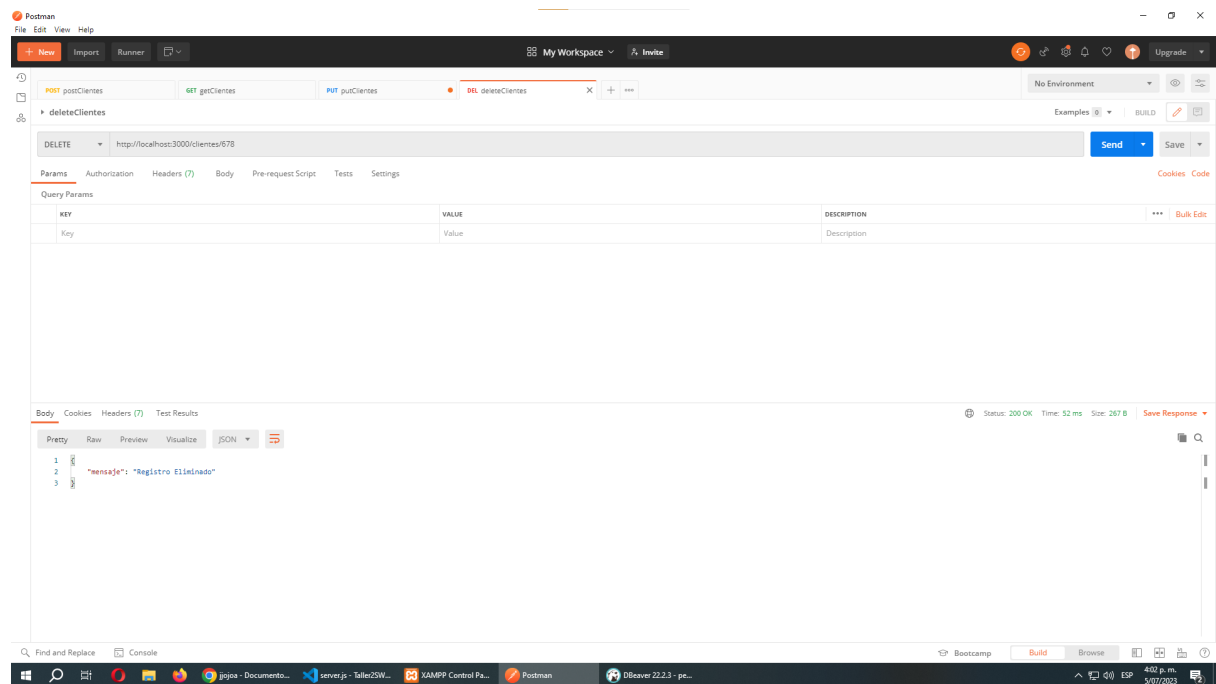 Postman
File Edit View Help
+ New Import Runner My Workspace Invite Upgrade
POST postClientes GET getClientes PUT putClientes DEL deleteClientes No Environment
deleteClientes Examples 0 BUILD
DELETE http://localhost:3000/clientes/678 Send Save
Params Authorization Headers (7) Body Pre-request Script Tests Settings Cookies Code
Query Params
KEY VALUE DESCRIPTION Bulk Edit
Key Value Description
Body Cookies Headers (7) Test Results Status: 200 OK Time: 52 ms Size: 267 B Save Response
Pretty Raw Preview Visualize JSON
1 {
2 "mensaje": "Registro Eliminado"
3 }
Find and Replace Console Bootcamp Build Browse
jjojoa - Documento... server.js - Taller2SW... XAMPP Control Pa... Postman DBeaver 22.2.3 - pe... ESP 4:02 p. m.
5/07/2023